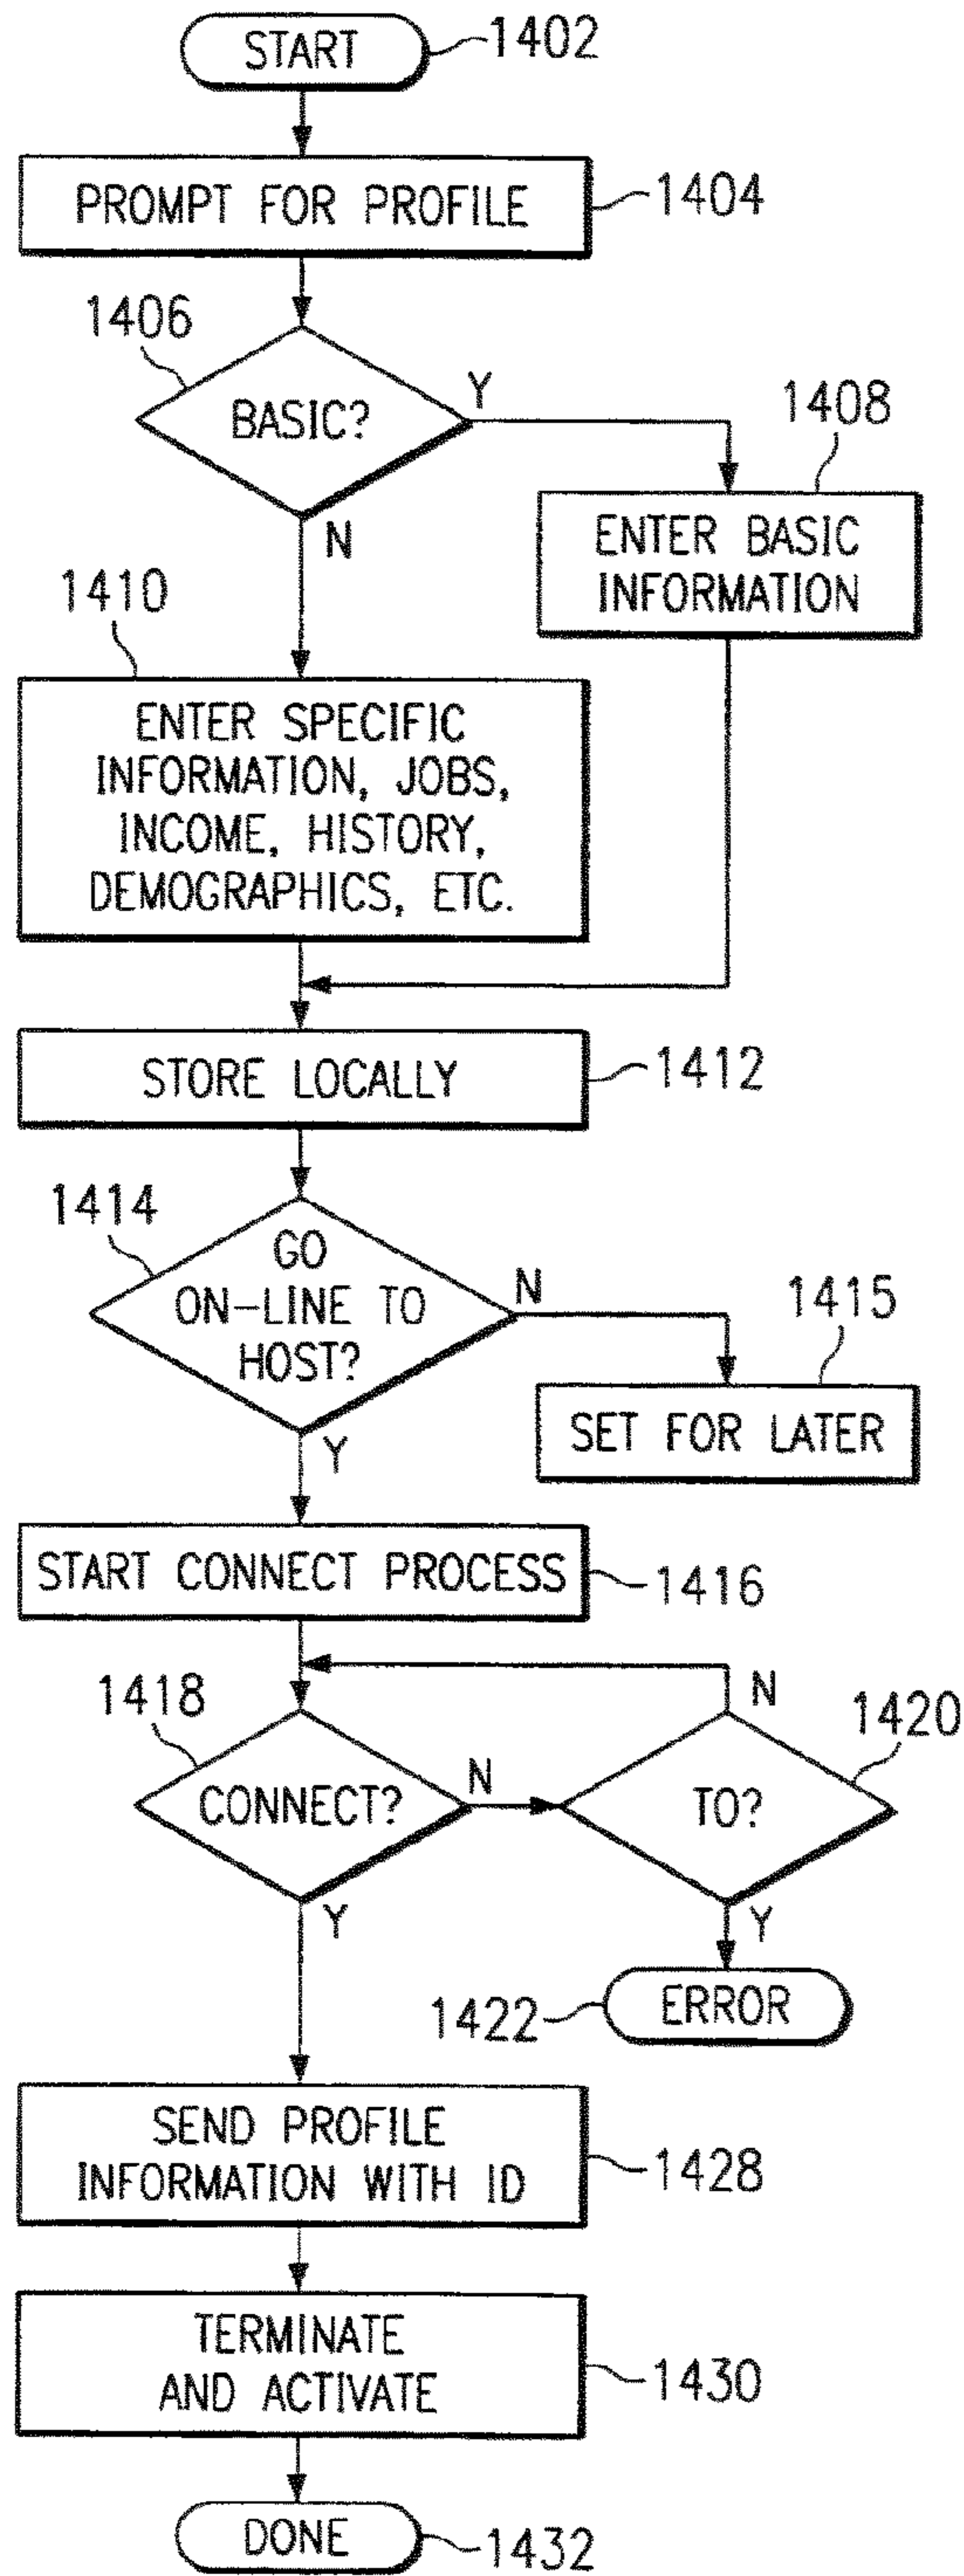 START
1402
PROMPT FOR PROFILE
1404
1406
BASIC?
Y
N
1408
ENTER BASIC
INFORMATION
1410
ENTER SPECIFIC
INFORMATION, JOBS,
INCOME, HISTORY,
DEMOGRAPHICS, ETC.
STORE LOCALLY
1412
1414
GO
ON-LINE TO
HOST?
N
Y
1415
SET FOR LATER
START CONNECT PROCESS
1416
1418
CONNECT?
N
Y
N
1420
TO?
Y
1422
ERROR
SEND PROFILE
INFORMATION WITH ID
1428
TERMINATE
AND ACTIVATE
1430
DONE
1432